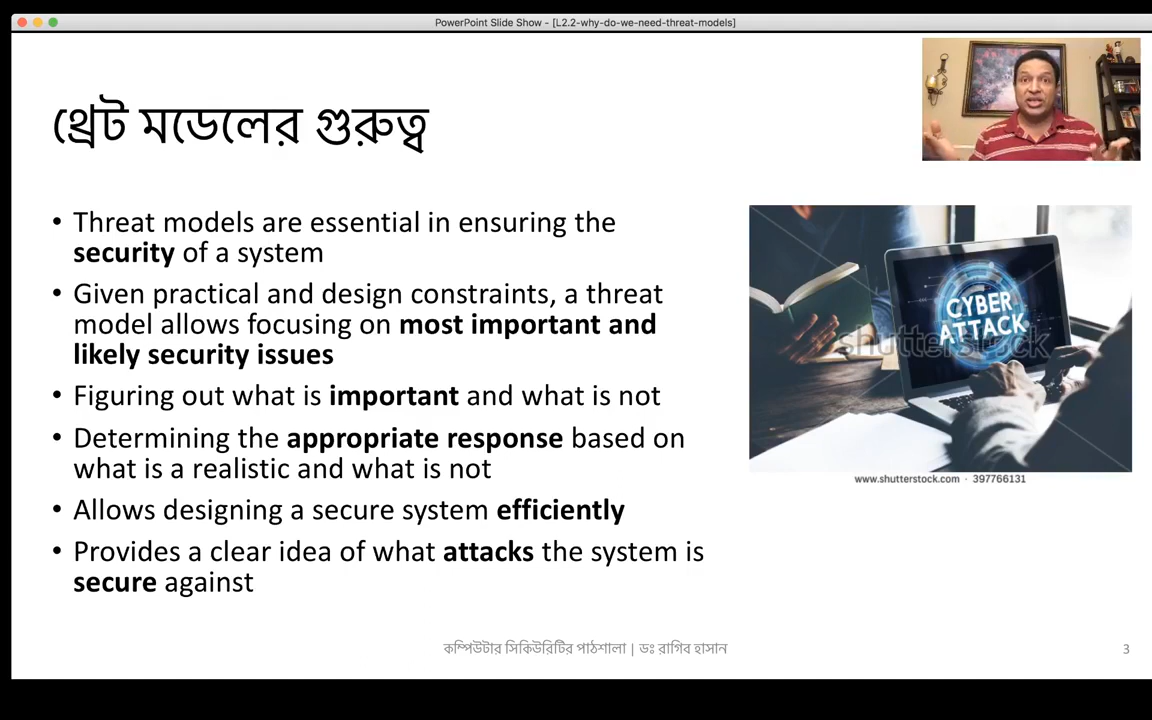 PowerPoint Slide Show - [L2.2-why-do-we-need-threat-models]
থ্রেট মডেলের গুরুত্ব
• Threat models are essential in ensuring the
security of a system
• Given practical and design constraints, a threat
model allows focusing on most important and
likely security issues
• Figuring out what is important and what is not
• Determining the appropriate response based on
what is a realistic and what is not
• Allows designing a secure system efficiently
• Provides a clear idea of what attacks the system is
secure against
CYBER
ATTACK
shutterstock
www.shutterstock.com · 397766131
কম্পিউটার সিকিউরিটির পাঠশালা | ডঃ রাগিব হাসান
3